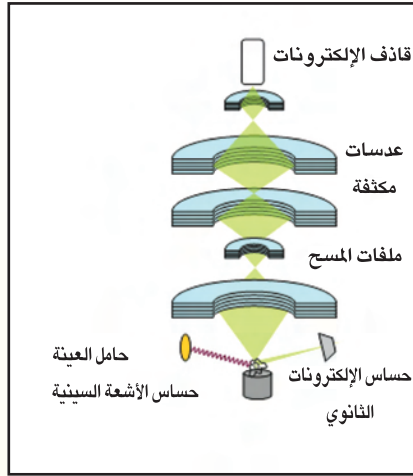 قاذف الإلكترونات
عدسات
مكثفة
ملفات المسح
حساس الإلكترونات
الثانوي
حامل العينة
حساس الأشعة السينية